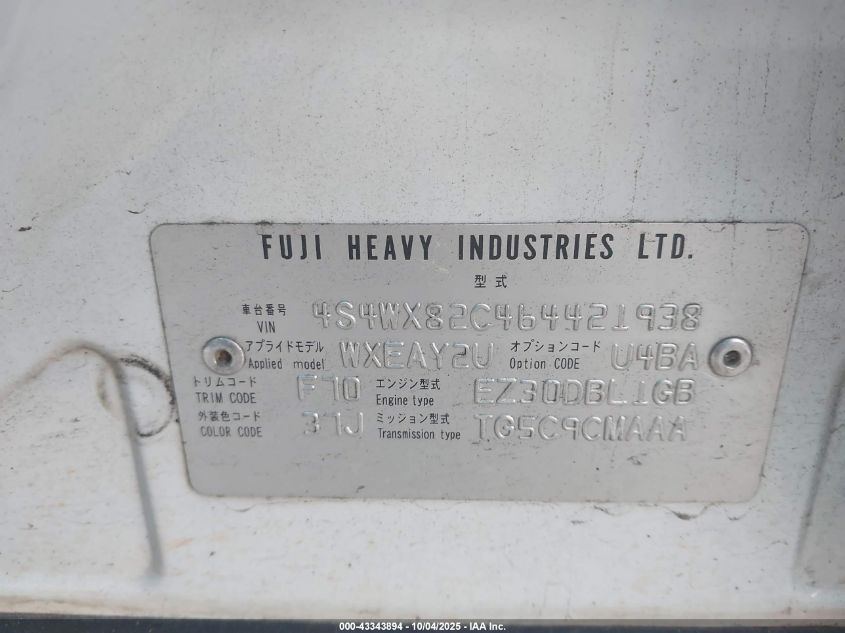 FUJI HEAVY INDUSTRIES LTD.
型式
車台番号 VIN 4S4WX82C464421938
アプライドモデル Applied model WXEAY2U オプションコード Option CODE U4BA
トリムコード TRIM CODE F70 エンジン型式 Engine type EZ30DBL1GB
外装色コード COLOR CODE 37J ミッション型式 Transmission type TG5C9CMAAA
000-43343894 - 10/04/2025 - IAA Inc.